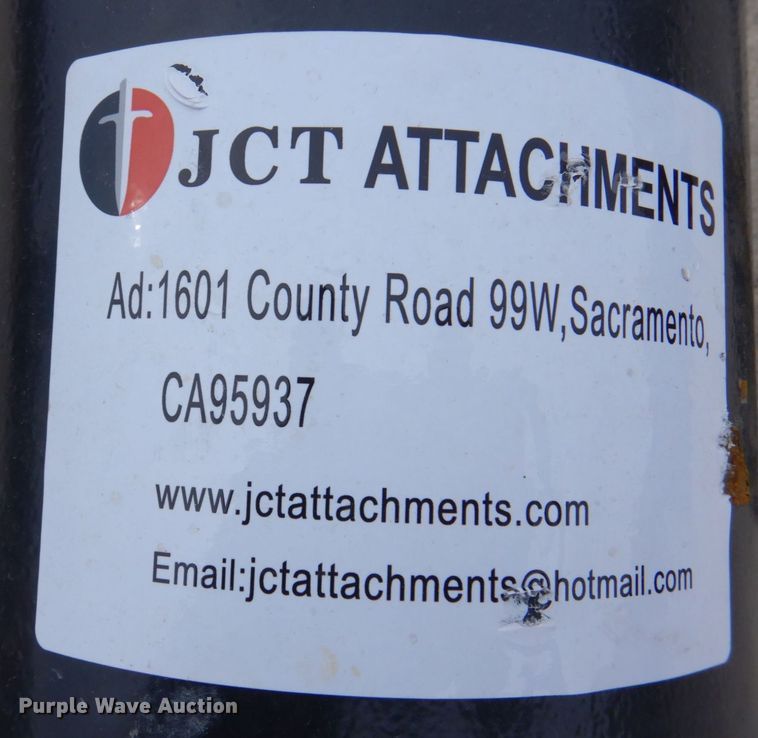 JCT ATTACHMENTS
Ad:1601 County Road 99W,Sacramento,
CA95937
www.jctattachments.com
Email:jctattachments@hotmail.com
Purple Wave Auction